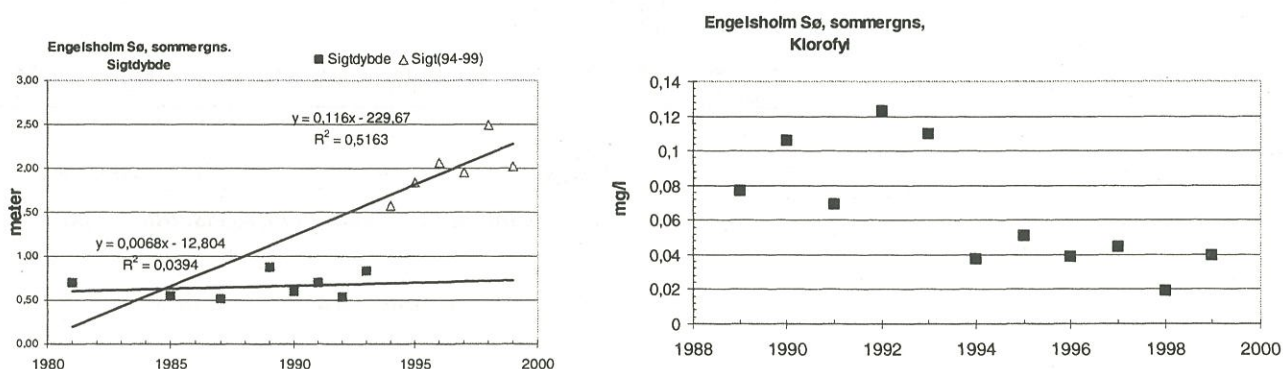 Engelsholm Sø, sommergns.
Sigtdybde
■ Sigtdybde △ Sigt(94-99)
3,00
2,50
2,00
1,50
1,00
0,50
0,00
meter
y = 0,116x - 229,67
R² = 0,5163
y = 0,0068x - 12,804
R² = 0,0394
1980 1985 1990 1995 2000
Engelsholm Sø, sommergns,
Klorofyl
0,14
0,12
0,1
0,08
0,06
0,04
0,02
0
mg/l
1988 1990 1992 1994 1996 1998 2000